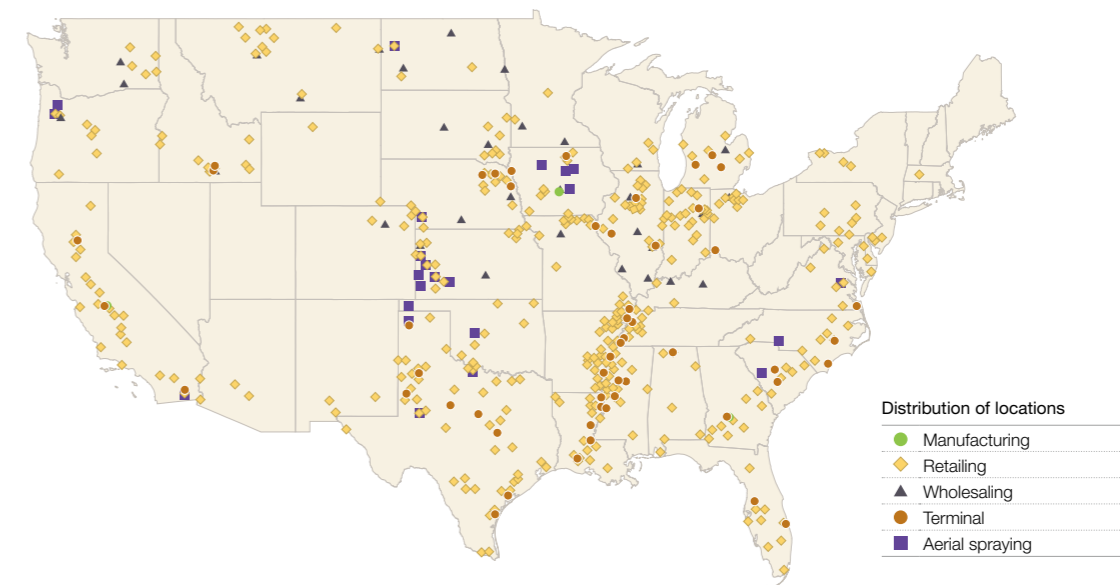 Distribution of locations
Manufacturing
Retailing
Wholesaling
Terminal
Aerial spraying